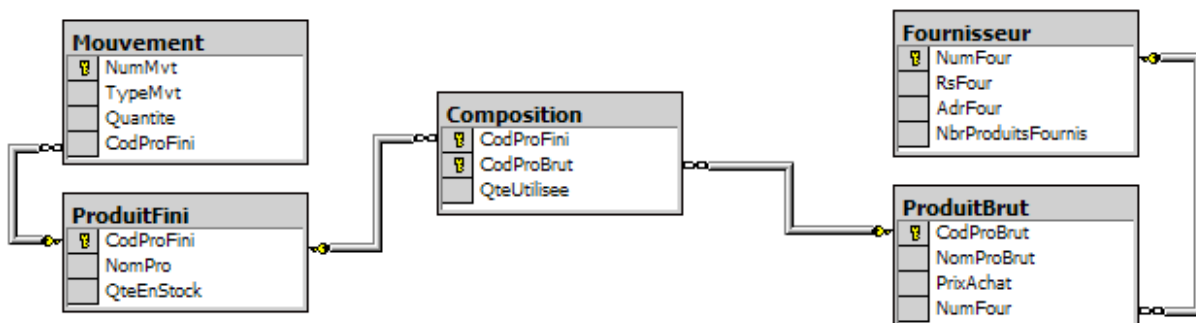 Mouvement
NumMvt
TypeMvt
Quantite
CodProFini
ProduitFini
CodProFini
NomPro
QteEnStock
Composition
CodProFini
CodProBrut
QteUtilisee
Fournisseur
NumFour
RsFour
AdrFour
NbrProduitsFournis
ProduitBrut
CodProBrut
NomProBrut
PrixAchat
NumFour